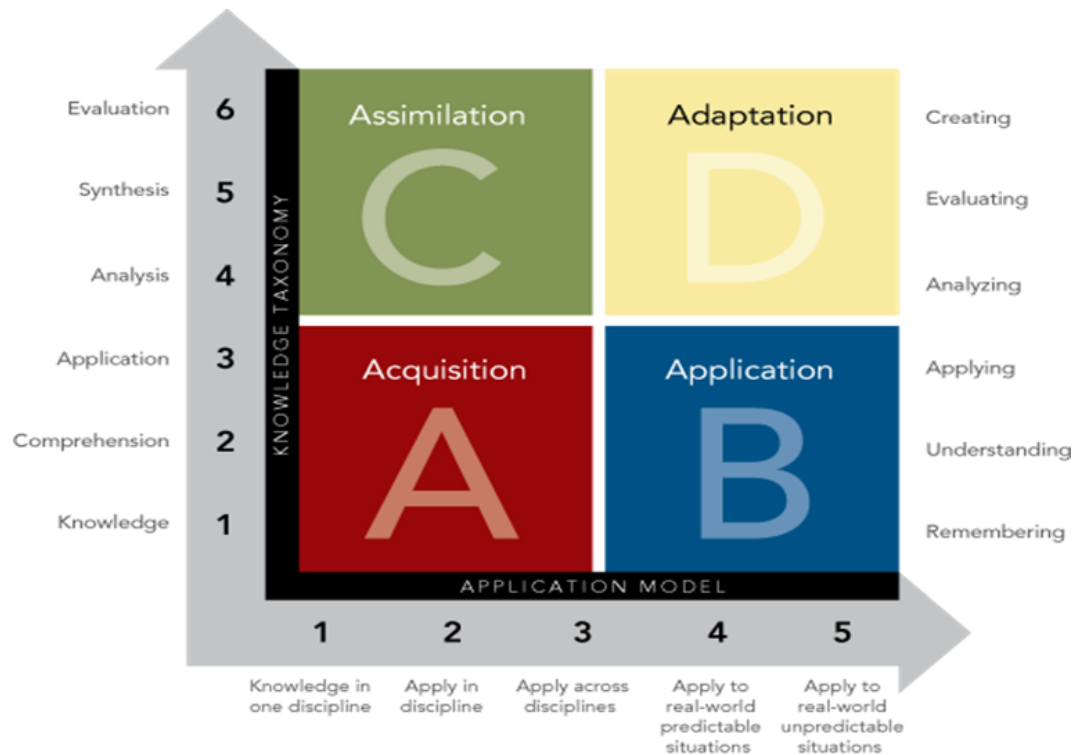 Evaluation
6
Assimilation
Adaptation
Creating
C
D
Synthesis
5
Evaluating
Analysis
4
Analyzing
KNOWLEDGE TAXONOMY
Application
3
Acquisition
Application
Applying
A
B
Comprehension
2
Understanding
Knowledge
1
Remembering
APPLICATION MODEL
1
2
3
4
5
Knowledge in
one discipline
Apply in
discipline
Apply across
disciplines
Apply to
real-world
predictable
situations
Apply to
real-world
unpredictable
situations